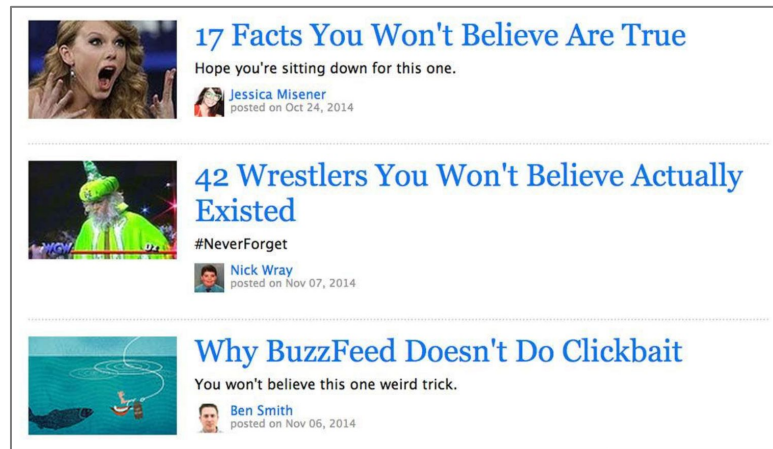 17 Facts You Won't Believe Are True
Hope you're sitting down for this one.
Jessica Misener
posted on Oct 24, 2014
WCW
42 Wrestlers You Won't Believe Actually
Existed
#NeverForget
Nick Wray
posted on Nov 07, 2014
Why BuzzFeed Doesn't Do Clickbait
You won't believe this one weird trick.
Ben Smith
posted on Nov 06, 2014